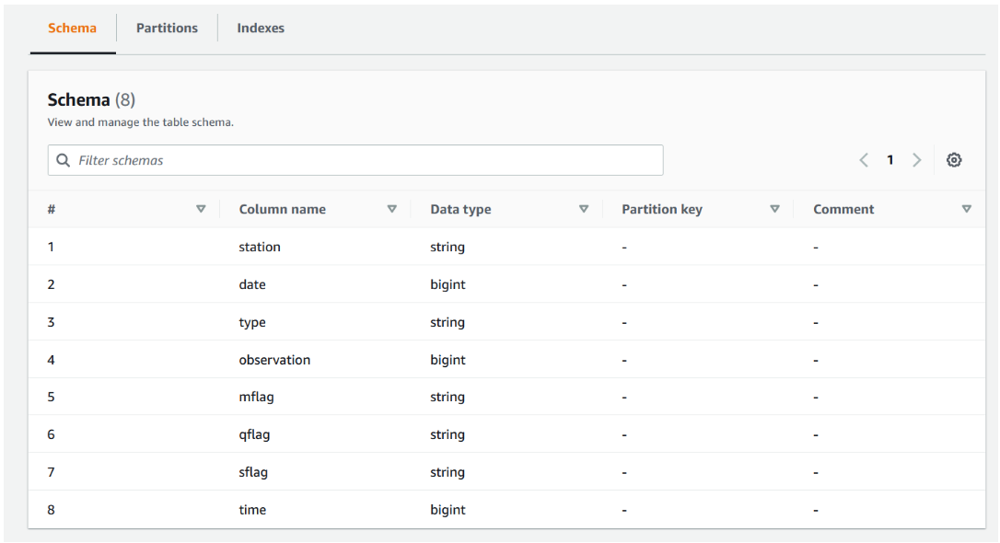 Schema Partitions Indexes
Schema (8)
View and manage the table schema.
Filter schemas 1
# Column name Data type Partition key Comment
1 station string - -
2 date bigint - -
3 type string - -
4 observation bigint - -
5 mflag string - -
6 qflag string - -
7 sflag string - -
8 time bigint - -